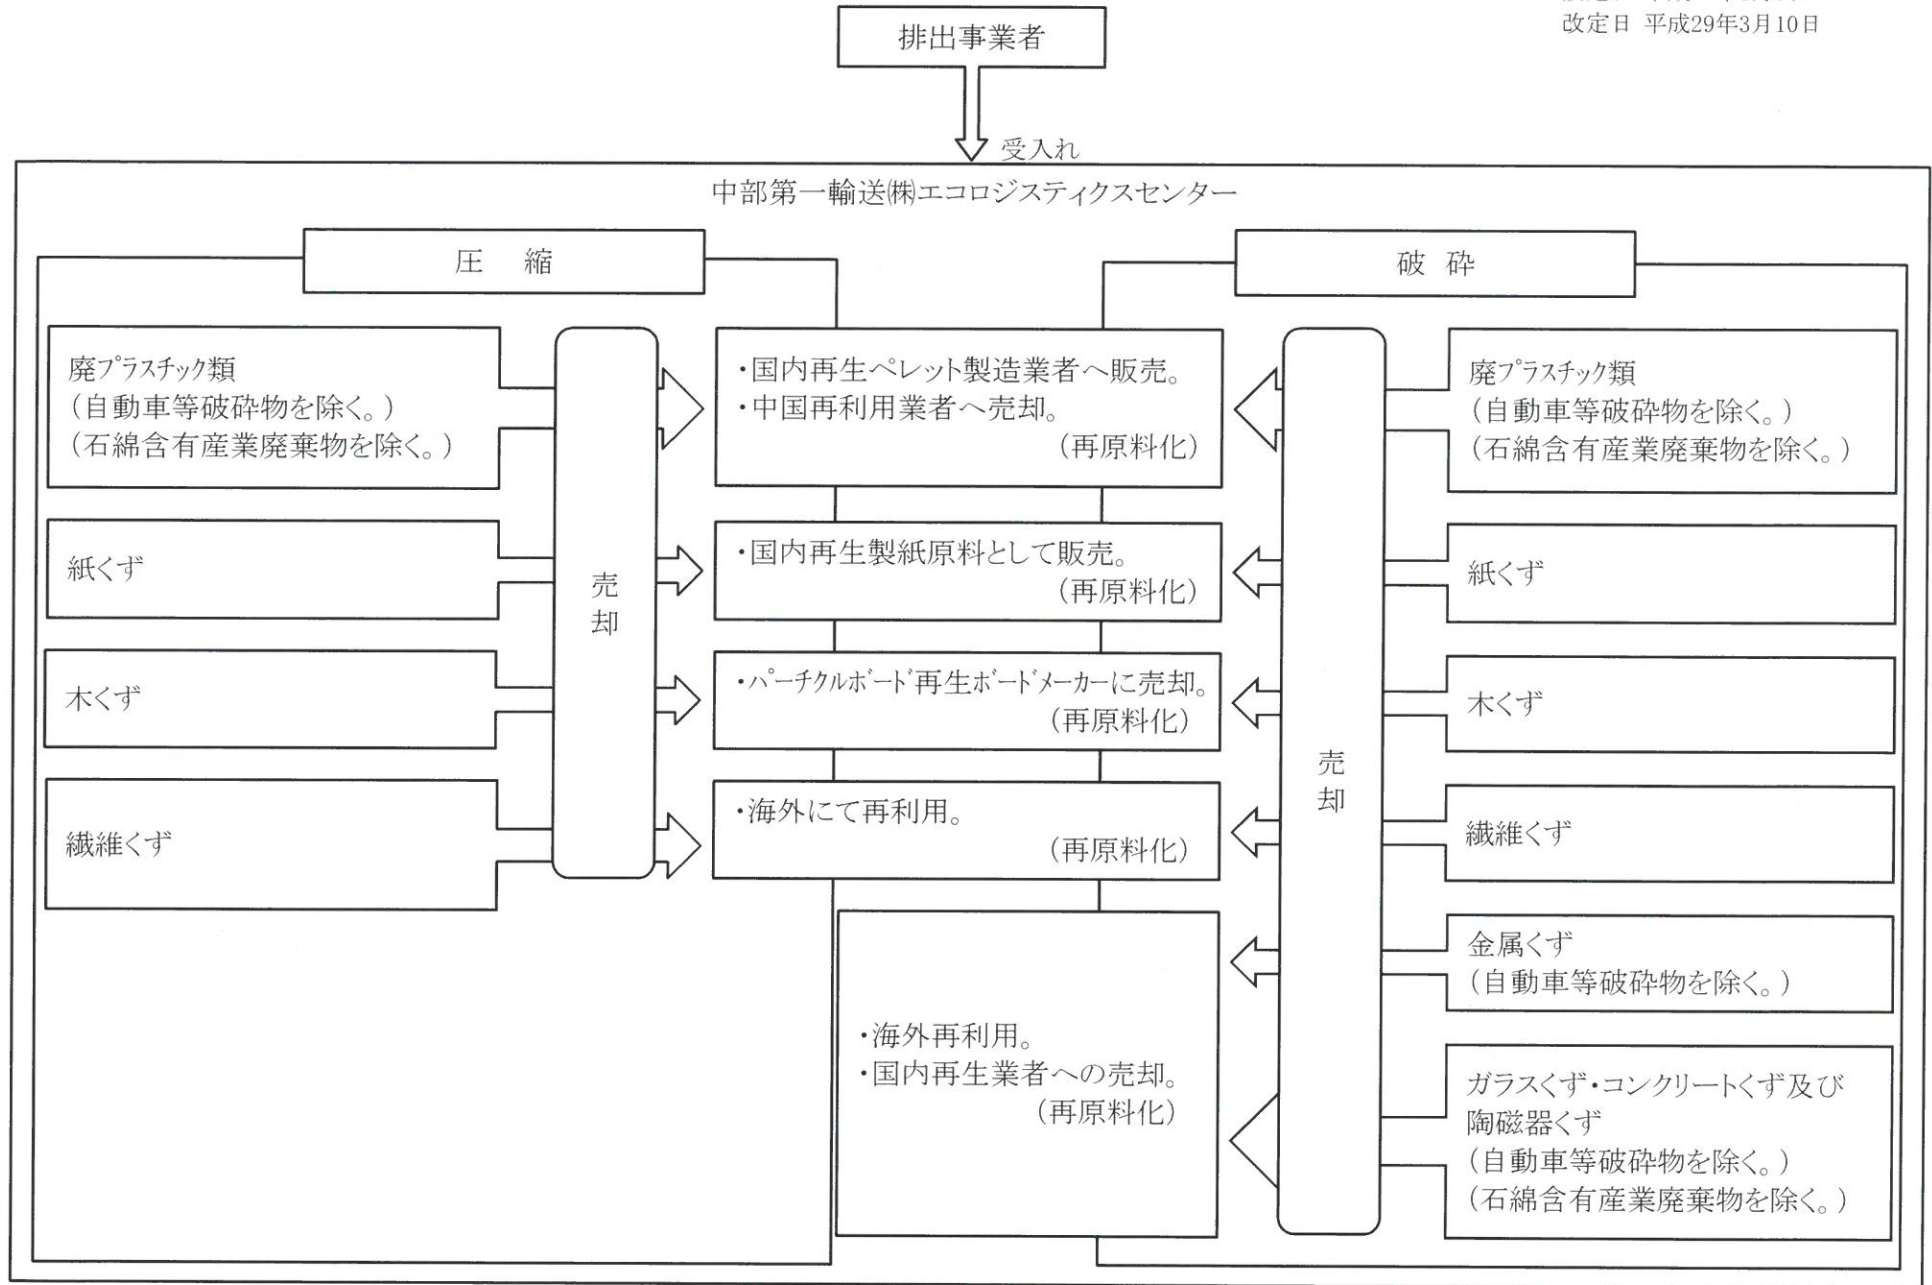 改定日 平成29年3月10日
排出事業者
受入れ
中部第一輸送㈱エコロジスティクスセンター
圧 縮
廃プラスチック類
(自動車等破砕物を除く。)
(石綿含有産業廃棄物を除く。)
紙くず
木くず
繊維くず
売
却
・国内再生ペレット製造業者へ販売。
・中国再利用業者へ売却。
(再原料化)
・国内再生製紙原料として販売。
(再原料化)
・パーチクルボード再生ボードメーカーに売却。
(再原料化)
・海外にて再利用。
(再原料化)
・海外再利用。
・国内再生業者への売却。
(再原料化)
破 砕
売
却
廃プラスチック類
(自動車等破砕物を除く。)
(石綿含有産業廃棄物を除く。)
紙くず
木くず
繊維くず
金属くず
(自動車等破砕物を除く。)
ガラスくず・コンクリートくず及び
陶磁器くず
(自動車等破砕物を除く。)
(石綿含有産業廃棄物を除く。)